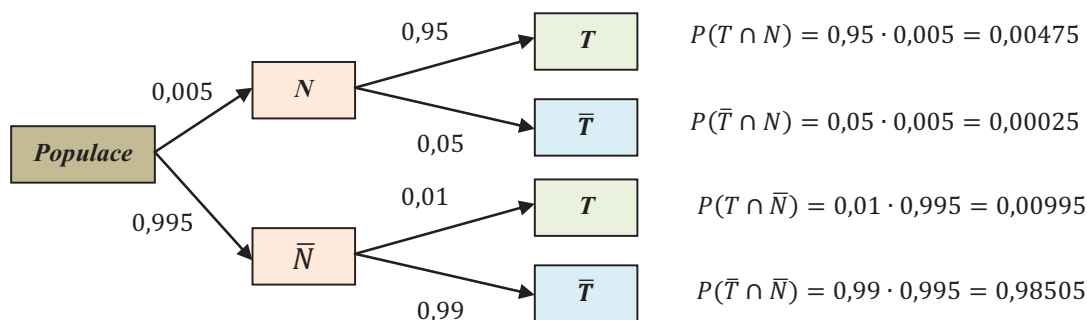 0,95
T
P(T ∩ N) = 0,95 · 0,005 = 0,00475
0,005
N
T̄
P(T̄ ∩ N) = 0,05 · 0,005 = 0,00025
0,05
Populace
0,01
T
P(T ∩ N̄) = 0,01 · 0,995 = 0,00995
0,995
N̄
T̄
P(T̄ ∩ N̄) = 0,99 · 0,995 = 0,98505
0,99